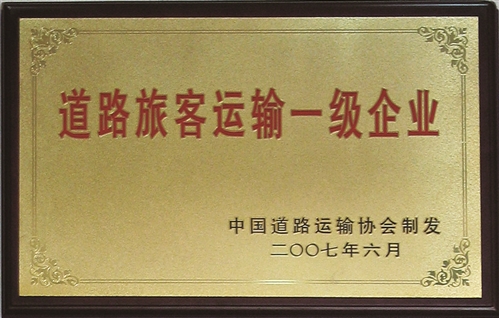 道路旅客运输一级企业
中国道路运输协会制发
二〇〇七年六月